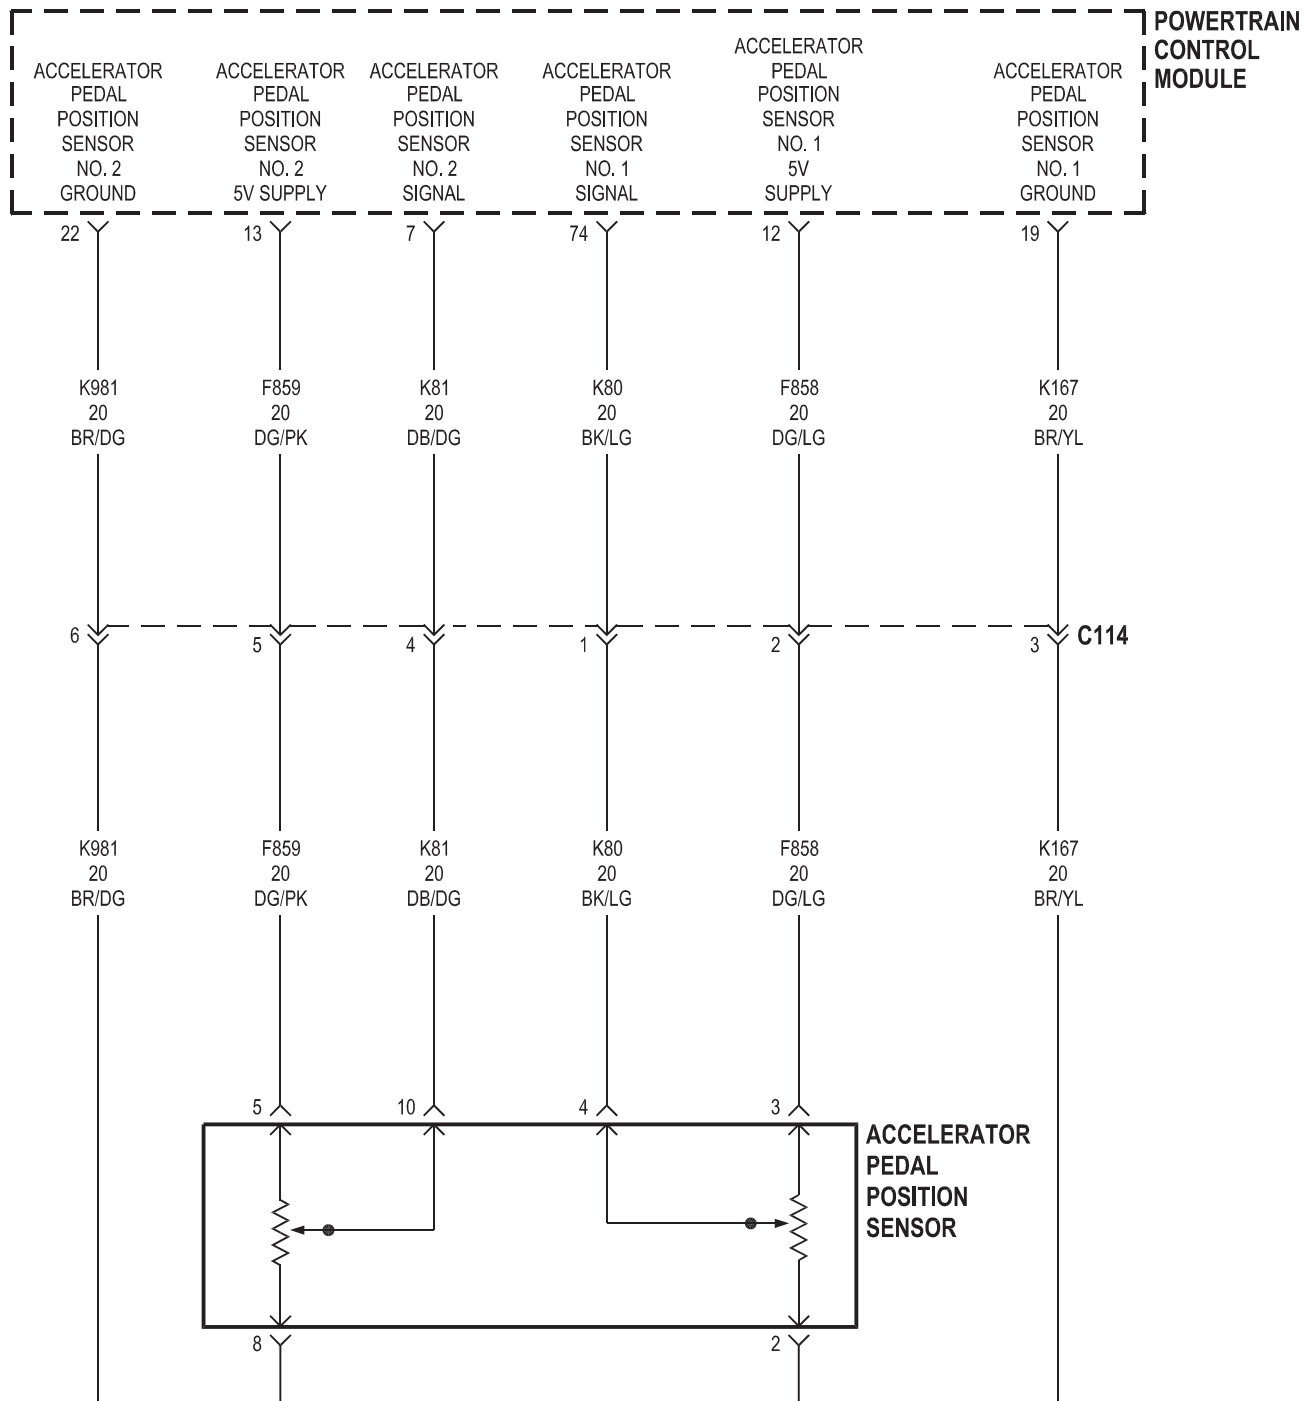 POWERTRAIN
CONTROL
MODULE
ACCELERATOR
PEDAL
POSITION
SENSOR
NO. 2
GROUND
ACCELERATOR
PEDAL
POSITION
SENSOR
NO. 2
5V SUPPLY
ACCELERATOR
PEDAL
POSITION
SENSOR
NO. 2
SIGNAL
ACCELERATOR
PEDAL
POSITION
SENSOR
NO. 1
SIGNAL
ACCELERATOR
PEDAL
POSITION
SENSOR
NO. 1
5V
SUPPLY
ACCELERATOR
PEDAL
POSITION
SENSOR
NO. 1
GROUND
22 13 7 74 12 19
K981 F859 K81 K80 F858 K167
20 20 20 20 20 20
BR/DG DG/PK DB/DG BK/LG DG/LG BR/YL
6 5 4 1 2 3 C114
K981 F859 K81 K80 F858 K167
20 20 20 20 20 20
BR/DG DG/PK DB/DG BK/LG DG/LG BR/YL
5 10 4 3
ACCELERATOR
PEDAL
POSITION
SENSOR
8 2